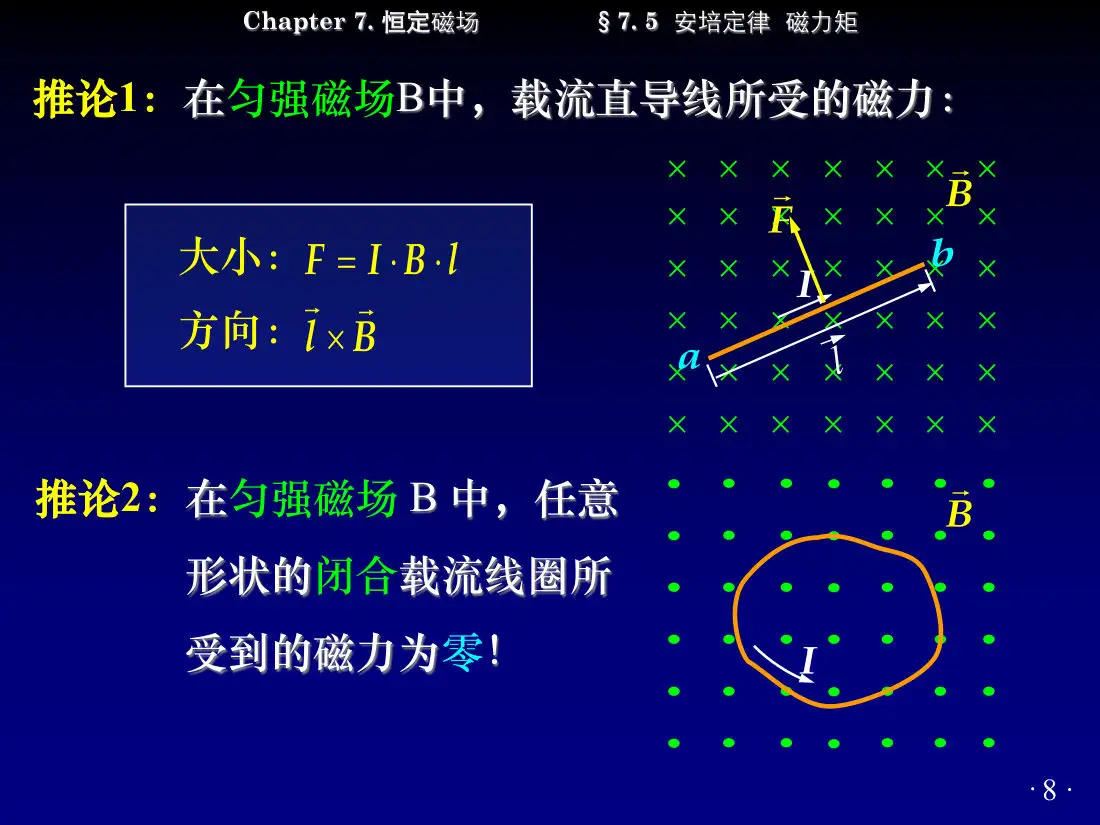 Chapter 7. 恒定磁场 § 7. 5 安培定律 磁力矩
推论1：在匀强磁场B中，载流直导线所受的磁力：
大小：F = I · B · l
方向：l⃗ × B⃗
B⃗
F⃗
b
I
a
l⃗
推论2：在匀强磁场 B 中，任意
形状的闭合载流线圈所
受到的磁力为零！
B⃗
I
· 8 ·